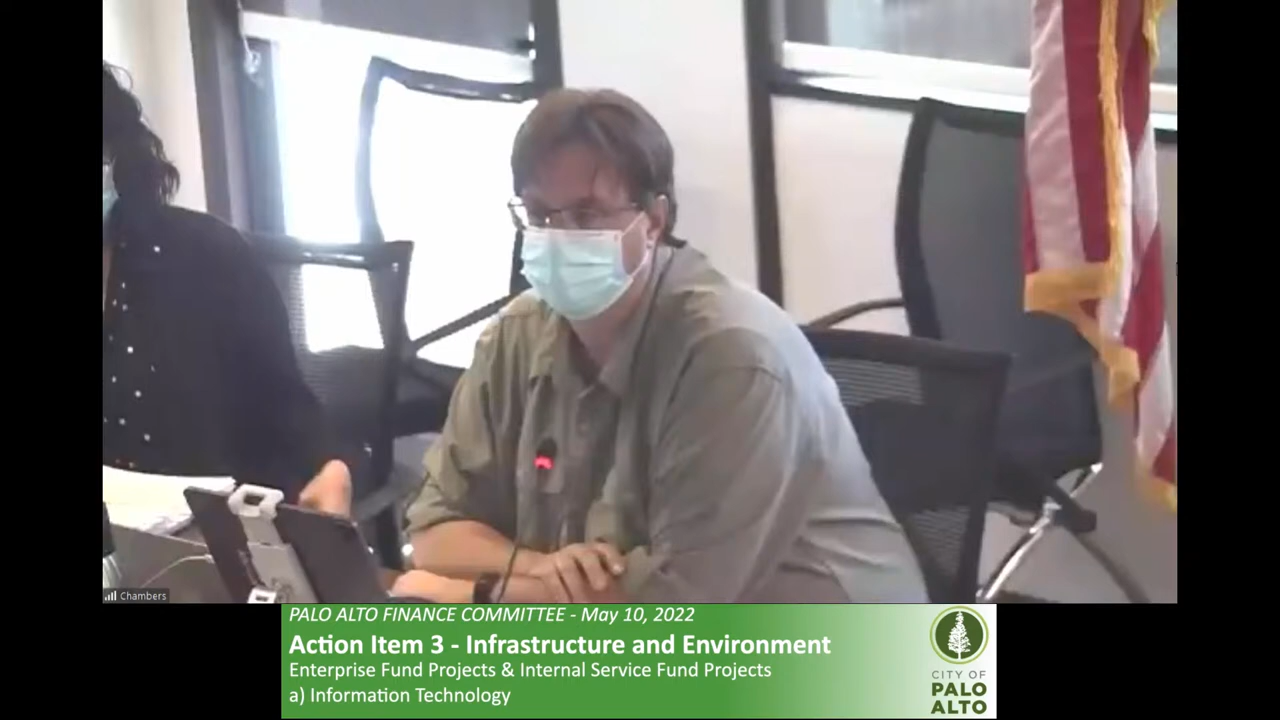 Chambers
PALO ALTO FINANCE COMMITTEE - May 10, 2022
Action Item 3 - Infrastructure and Environment
Enterprise Fund Projects & Internal Service Fund Projects
a) Information Technology
CITY OF
PALO
ALTO